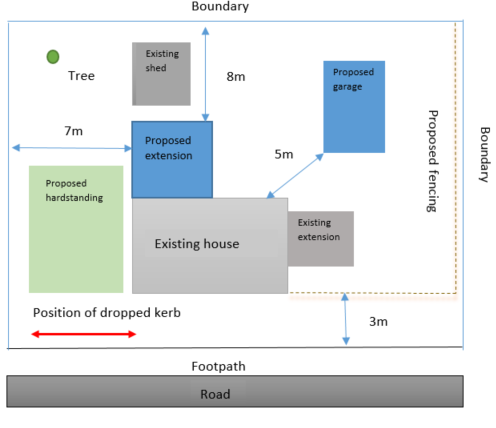 Boundary
Existing
shed
Tree
8m
Proposed
garage
7m
Proposed
extension
5m
Proposed fencing
Boundary
Proposed
hardstanding
Existing
extension
Existing house
Position of dropped kerb
3m
Footpath
Road